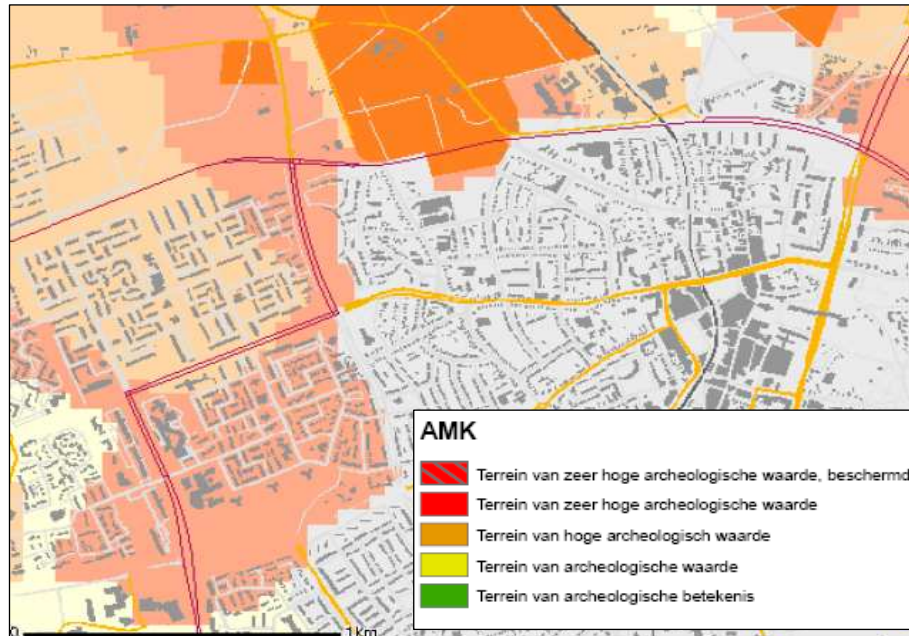 AMK
Terrein van zeer hoge archeologische waarde, beschermd
Terrein van zeer hoge archeologische waarde
Terrein van hoge archeologisch waarde
Terrein van archeologische waarde
Terrein van archeologische betekenis
0 1km